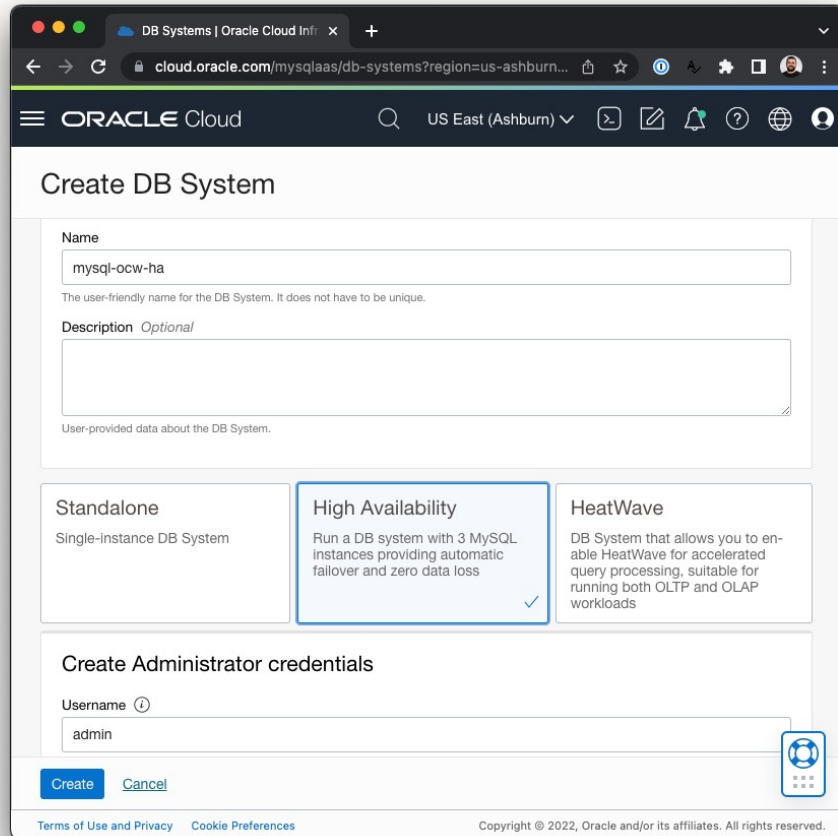 DB Systems | Oracle Cloud Infr
cloud.oracle.com/mysqlaas/db-systems?region=us-ashburn...
ORACLE Cloud
US East (Ashburn)
Create DB System
Name
mysql-ocw-ha
The user-friendly name for the DB System. It does not have to be unique.
Description Optional
User-provided data about the DB System.
Standalone
Single-instance DB System
High Availability
Run a DB system with 3 MySQL
instances providing automatic
failover and zero data loss
HeatWave
DB System that allows you to en-
able HeatWave for accelerated
query processing, suitable for
running both OLTP and OLAP
workloads
Create Administrator credentials
Username
admin
Create Cancel
Terms of Use and Privacy Cookie Preferences Copyright © 2022, Oracle and/or its affiliates. All rights reserved.